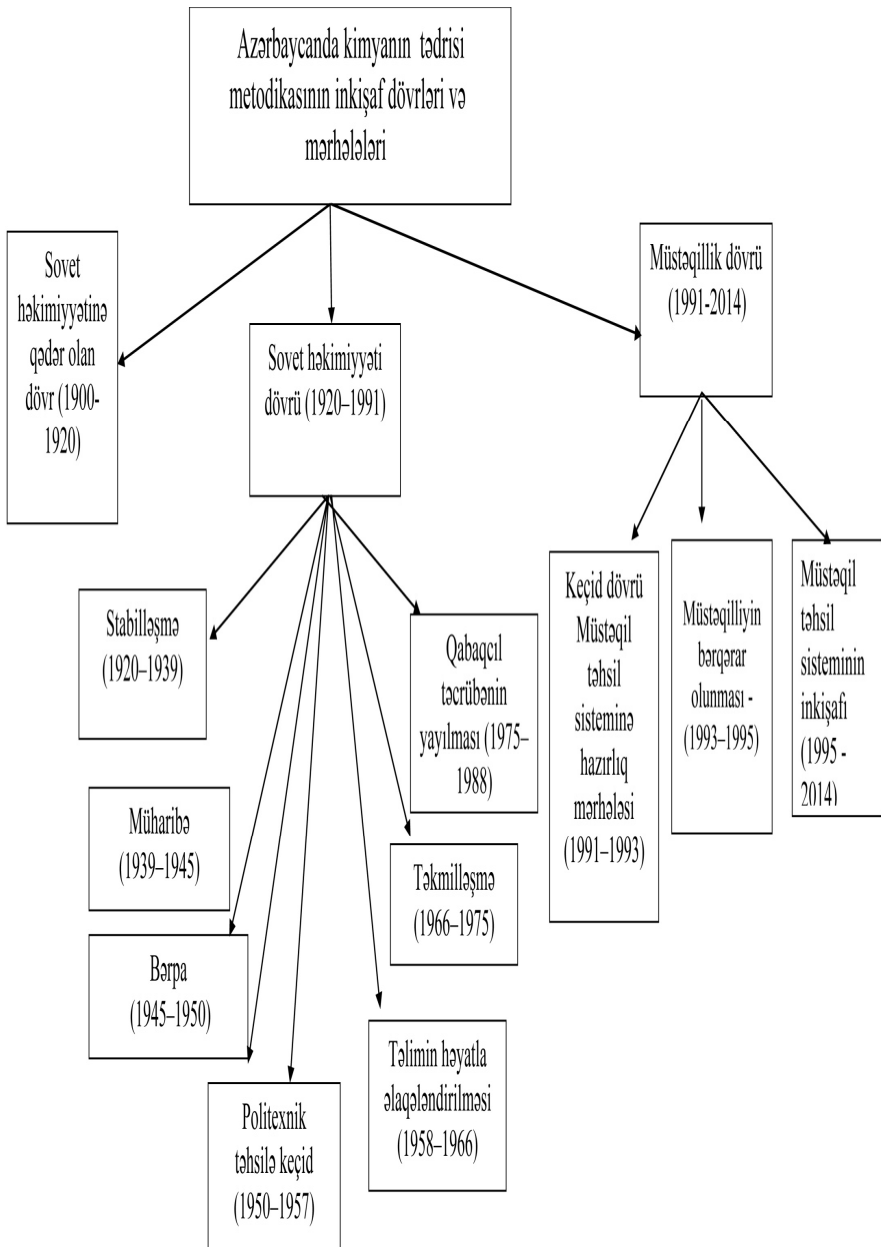 Azərbaycanda kimyanın tədrisi
metodikasının inkişaf dövrləri və
mərhələləri
Sovet
həkimiyyətinə
qədər olan
dövr (1900-
1920)
Sovet həkimiyyəti
dövrü (1920–1991)
Müstəqillik dövrü
(1991-2014)
Stabilləşmə
(1920–1939)
Müharibə
(1939–1945)
Bərpa
(1945–1950)
Politexnik
təhsilə keçid
(1950–1957)
Təlimin həyatla
əlaqələndirilməsi
(1958–1966)
Təkmilləşmə
(1966–1975)
Qabaqcıl
təcrübənin
yayılması (1975–
1988)
Keçid dövrü
Müstəqil
təhsil
sisteminə
hazırlıq
mərhələsi
(1991–1993)
Müstəqilliyin
bərqərar
olunması -
(1993–1995)
Müstəqil
təhsil
sisteminin
inkişafı
(1995 -
2014)